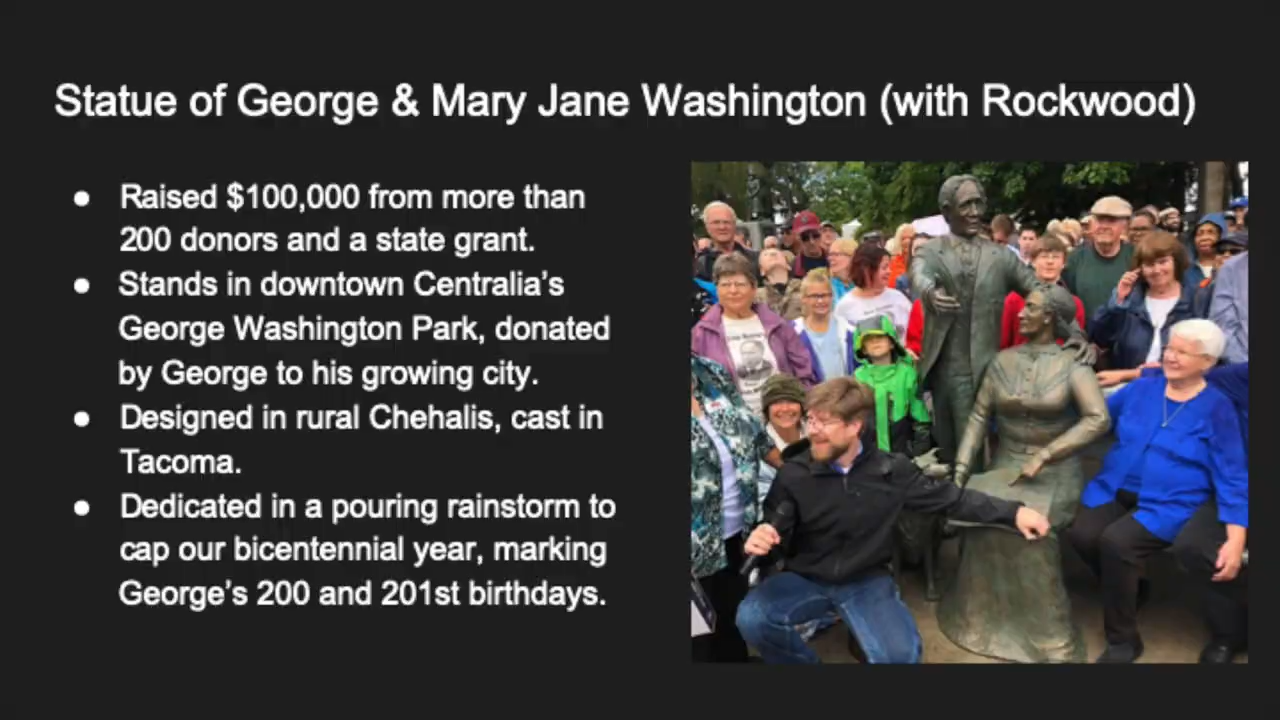 Statue of George & Mary Jane Washington (with Rockwood)
● Raised $100,000 from more than
200 donors and a state grant.
● Stands in downtown Centralia’s
George Washington Park, donated
by George to his growing city.
● Designed in rural Chehalis, cast in
Tacoma.
● Dedicated in a pouring rainstorm to
cap our bicentennial year, marking
George’s 200 and 201st birthdays.